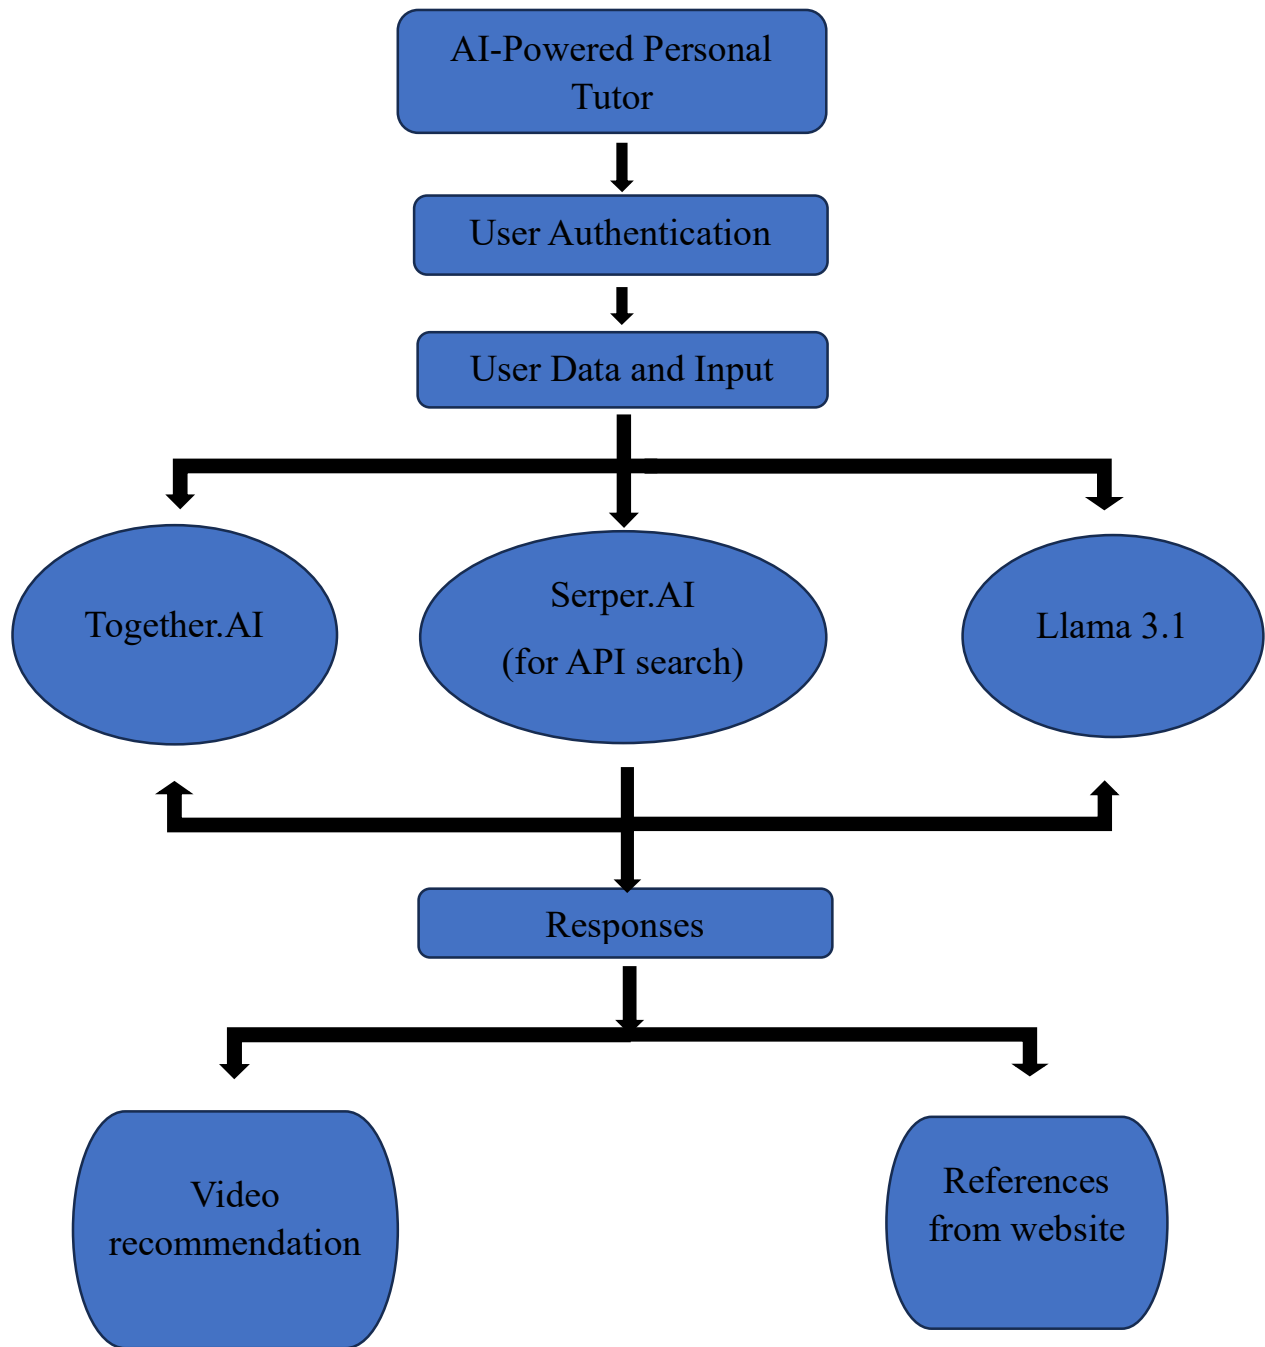 AI-Powered Personal
Tutor
User Authentication
User Data and Input
Together.AI
Serper.AI
(for API search)
Llama 3.1
Responses
Video
recommendation
References
from website